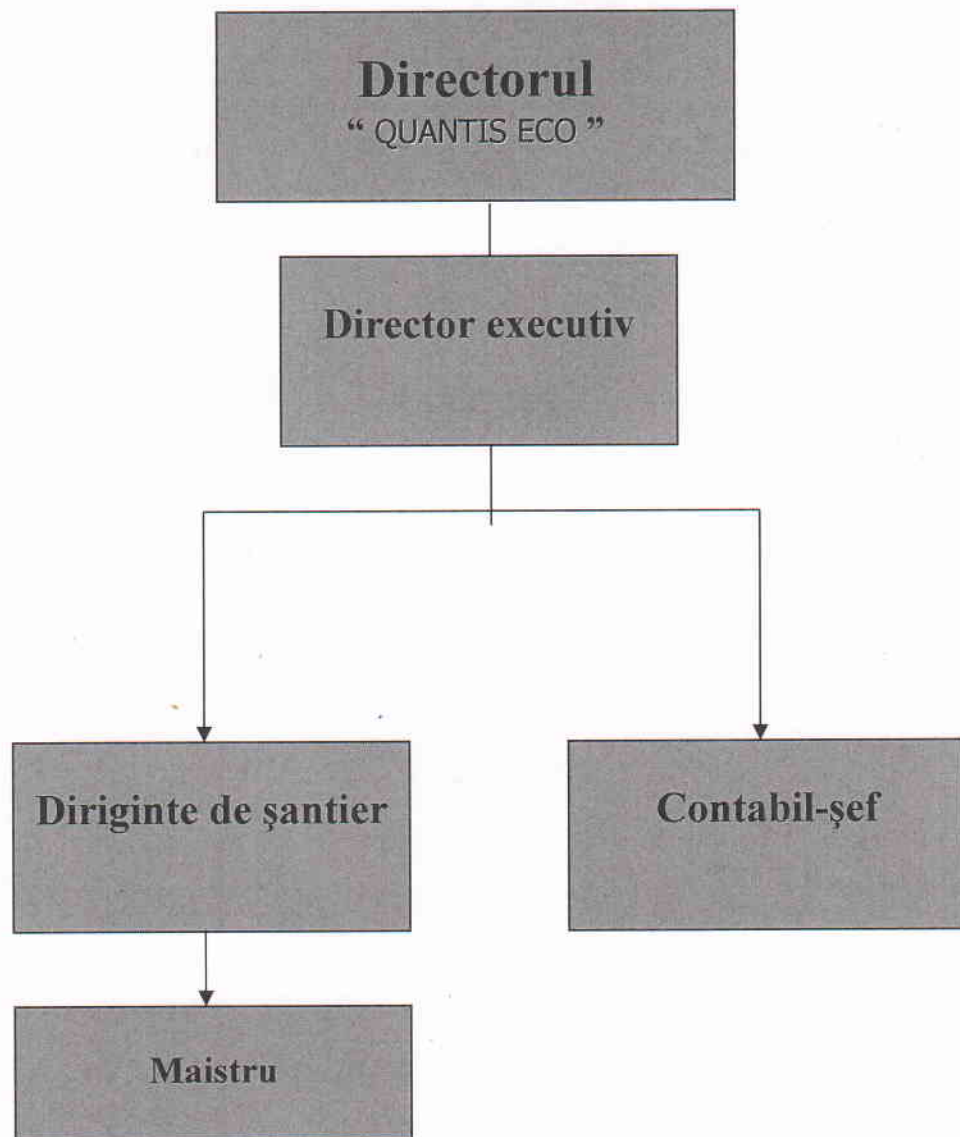 Directorul
“ QUANTIS ECO ”
Director executiv
Diriginte de şantier
Contabil-şef
Maistru